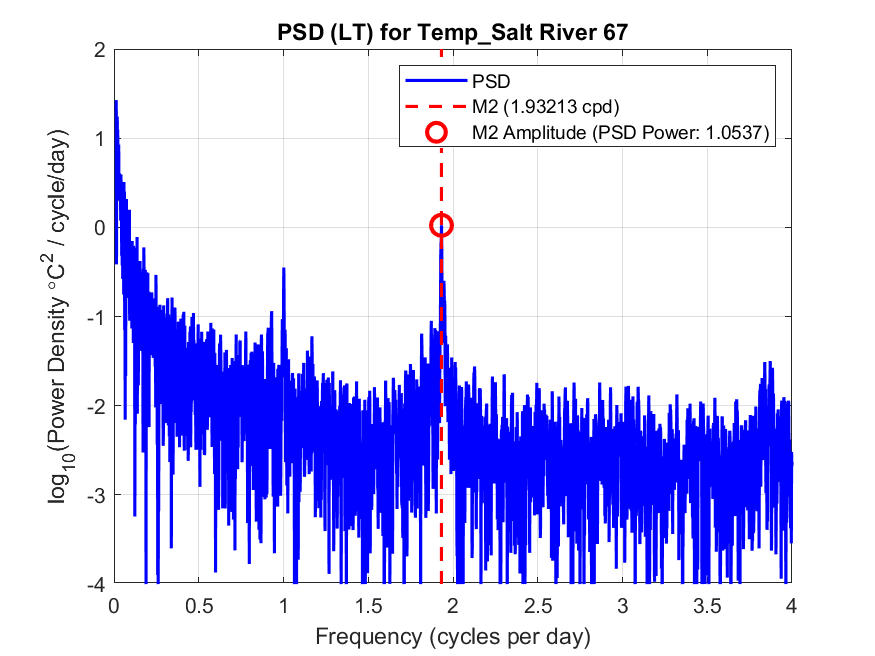 PSD (LT) for Temp_Salt River 67
PSD
M2 (1.93213 cpd)
M2 Amplitude (PSD Power: 1.0537)
log10(Power Density °C2 / cycle/day)
2
1
0
-1
-2
-3
-4
0 0.5 1 1.5 2 2.5 3 3.5 4
Frequency (cycles per day)